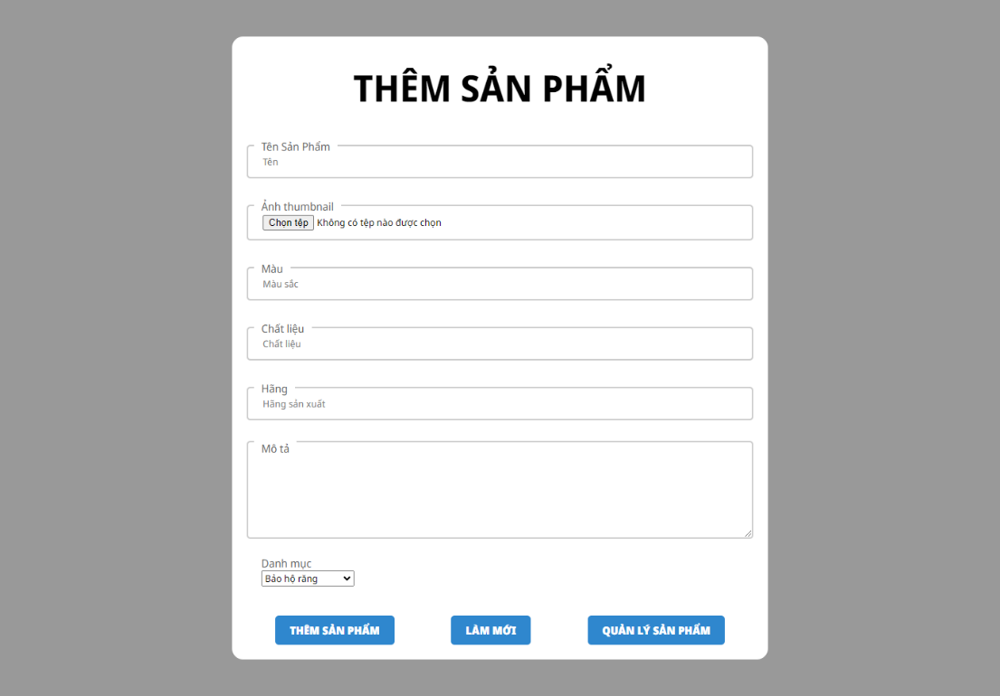 THÊM SẢN PHẨM
Tên Sản Phẩm
Tên
Ảnh thumbnail
Chọn tệp Không có tệp nào được chọn
Màu
Màu sắc
Chất liệu
Chất liệu
Hãng
Hãng sản xuất
Mô tả
Danh mục
Bảo hộ răng
THÊM SẢN PHẨM LÀM MỚI QUẢN LÝ SẢN PHẨM